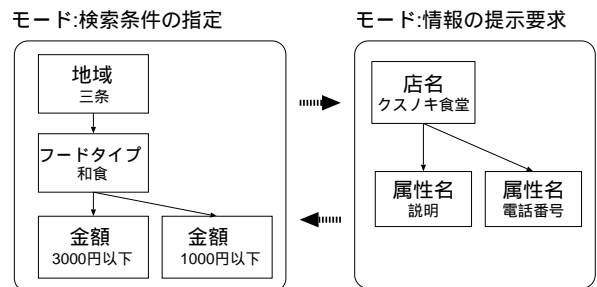 モード:検索条件の指定
地域
三条
フードタイプ
和食
金額
3000円以下
金額
1000円以下
モード:情報の提示要求
店名
クスノキ食堂
属性名
説明
属性名
電話番号